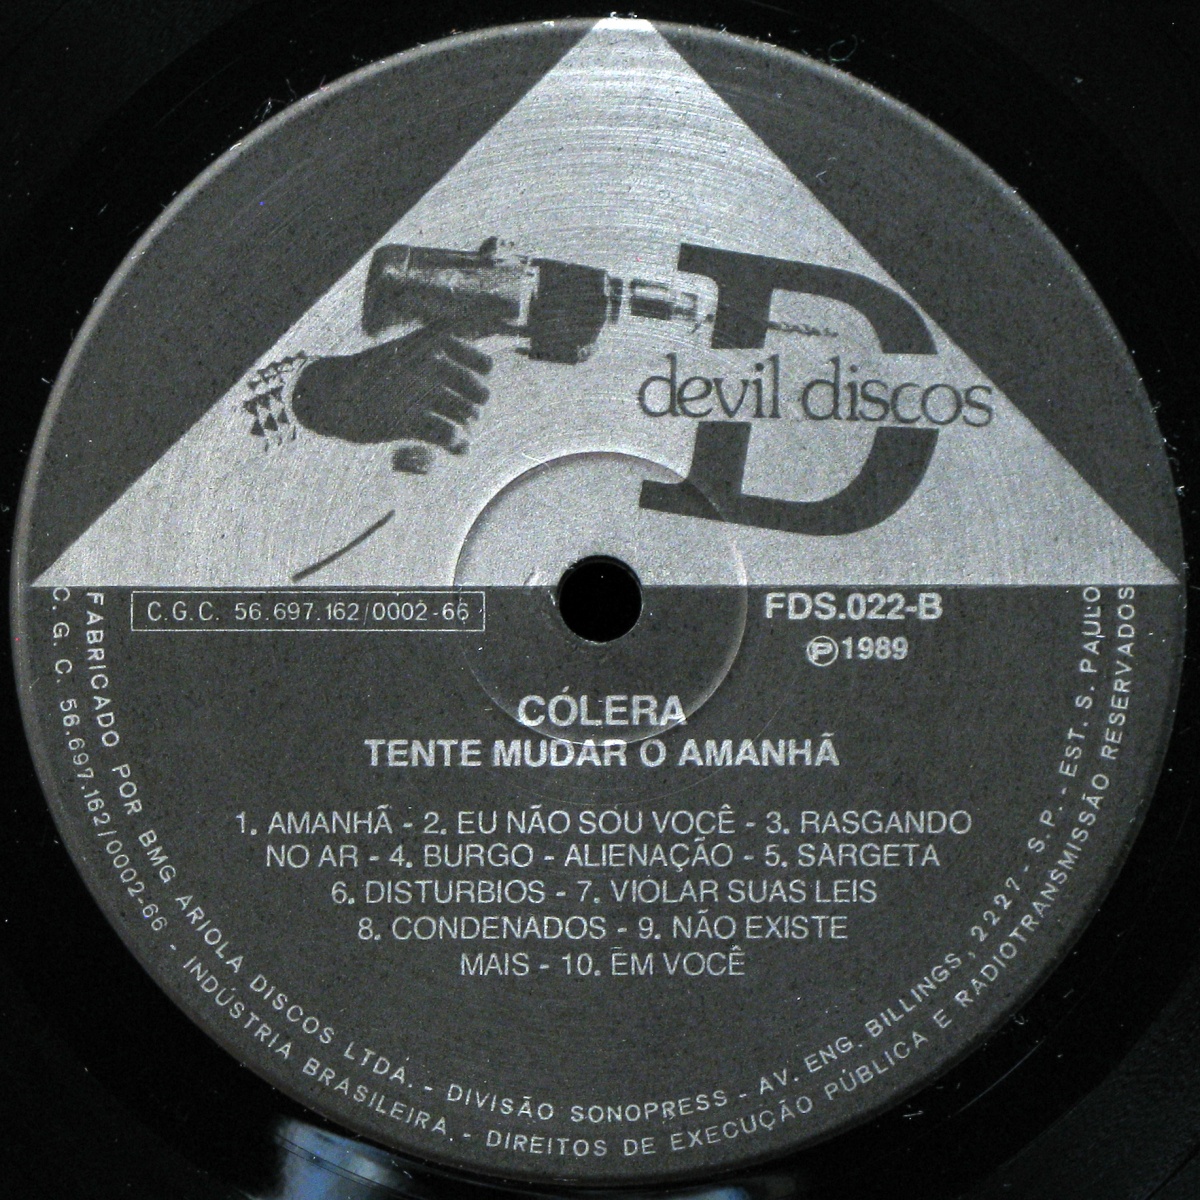 devil discos
C.G.C. 56.697.162/0002-66
FDS.022-B
℗1989
CÓLERA
TENTE MUDAR O AMANHÃ
1. AMANHÃ - 2. EU NÃO SOU VOCÊ - 3. RASGANDO
NO AR - 4. BURGO - ALIENAÇÃO - 5. SARGETA
6. DISTURBIOS - 7. VIOLAR SUAS LEIS
8. CONDENADOS - 9. NÃO EXISTE
MAIS - 10. EM VOCÊ
FABRICADO POR BMG ARIOLA DISCOS LTDA. - DIVISÃO SONOPRESS - AV. ENG. BILLINGS, 2227 - S.P. - EST. S. PAULO
C.G.C. 56.697.162/0002-66 - INDÚSTRIA BRASILEIRA. - DIREITOS DE EXECUÇÃO PÚBLICA E RADIOTRANSMISSÃO RESERVADOS